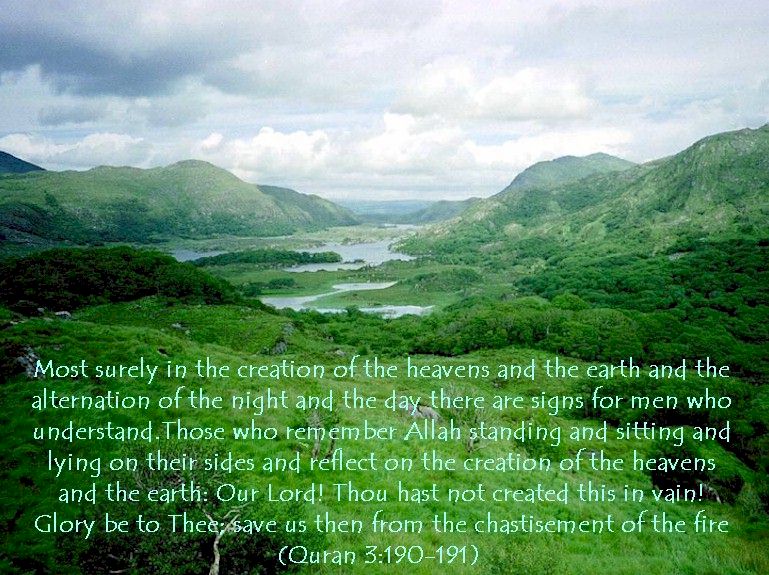 Most surely in the creation of the heavens and the earth and the
alternation of the night and the day there are signs for men who
understand.Those who remember Allah standing and sitting and
lying on their sides and reflect on the creation of the heavens
and the earth: Our Lord! Thou hast not created this in vain!
Glory be to Thee; save us then from the chastisement of the fire
(Quran 3:190-191)